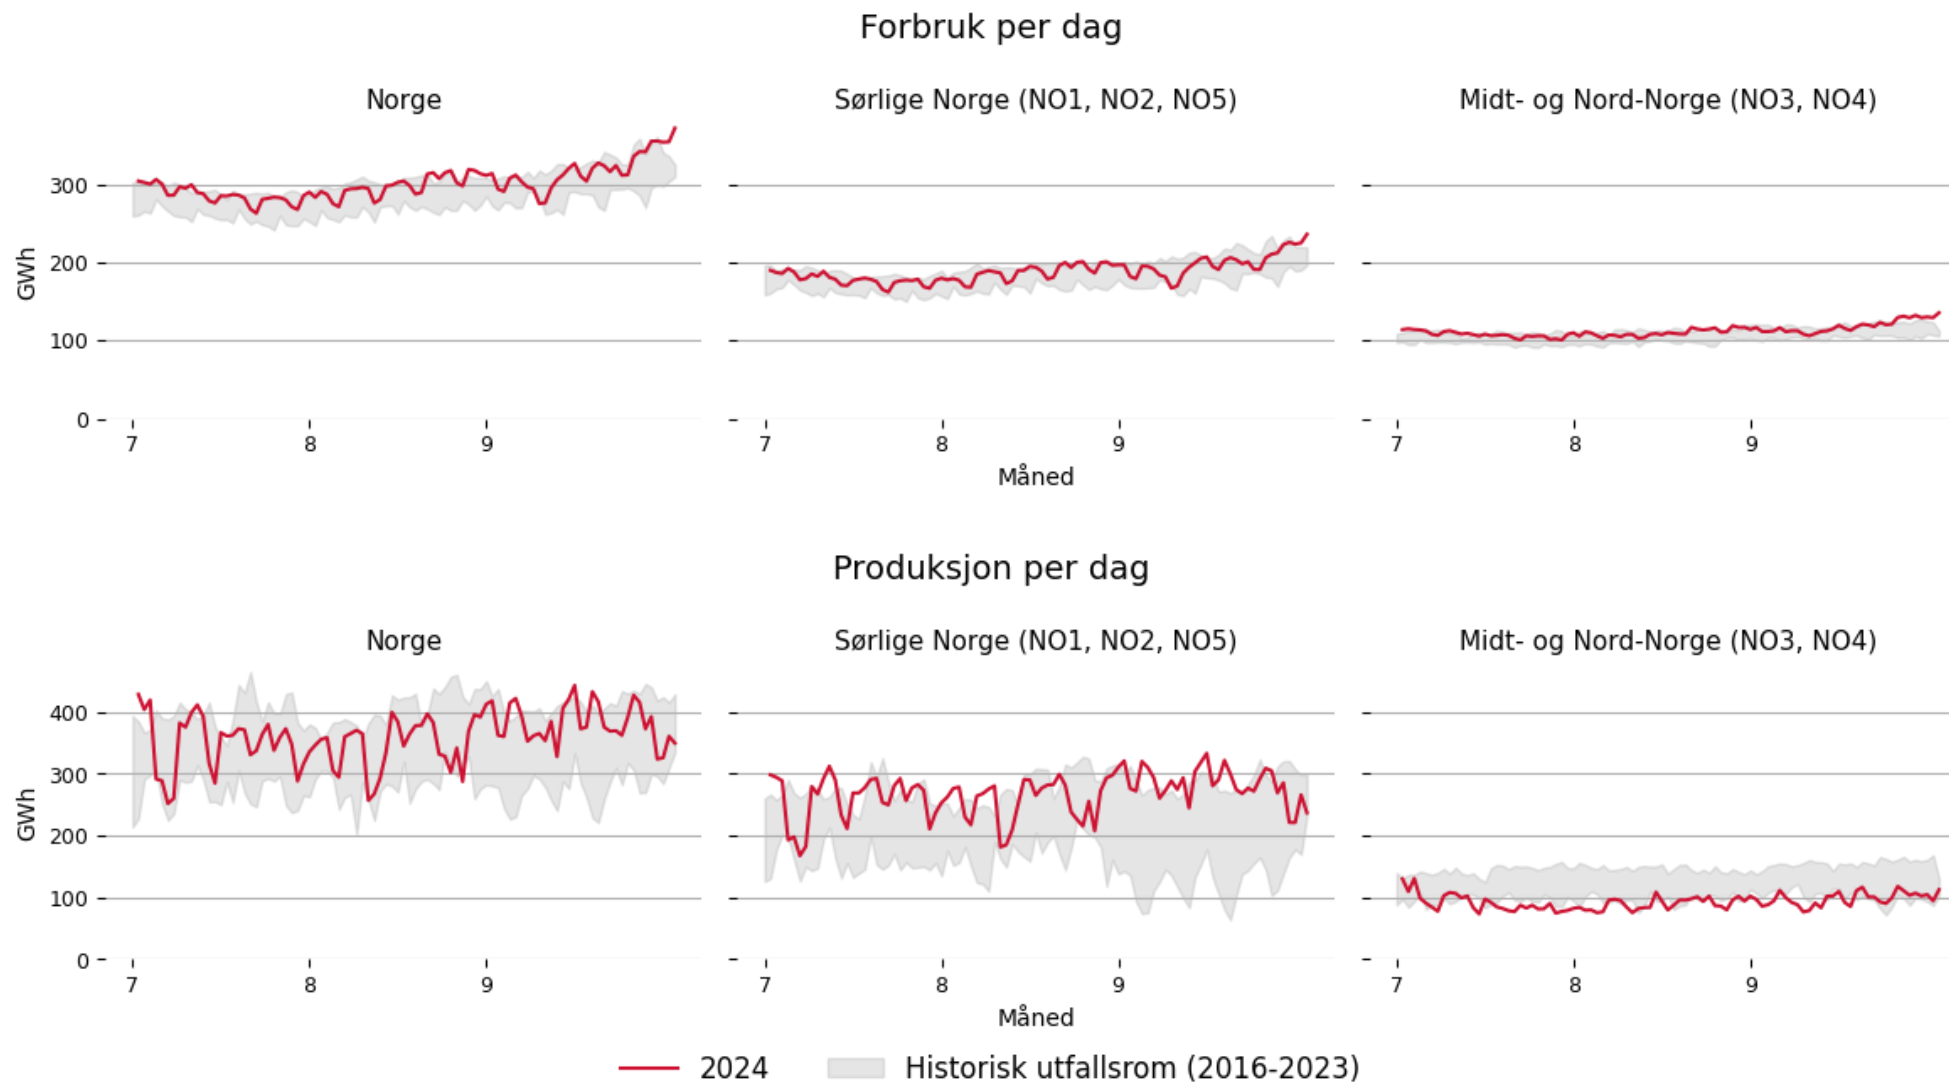 Forbruk per dag
Norge
Sørlige Norge (NO1, NO2, NO5)
Midt- og Nord-Norge (NO3, NO4)
GWh
300
200
100
0
7 8 9
7 8 9
7 8 9
Måned
Produksjon per dag
Norge
Sørlige Norge (NO1, NO2, NO5)
Midt- og Nord-Norge (NO3, NO4)
GWh
400
300
200
100
0
7 8 9
7 8 9
7 8 9
Måned
2024
Historisk utfallsrom (2016-2023)